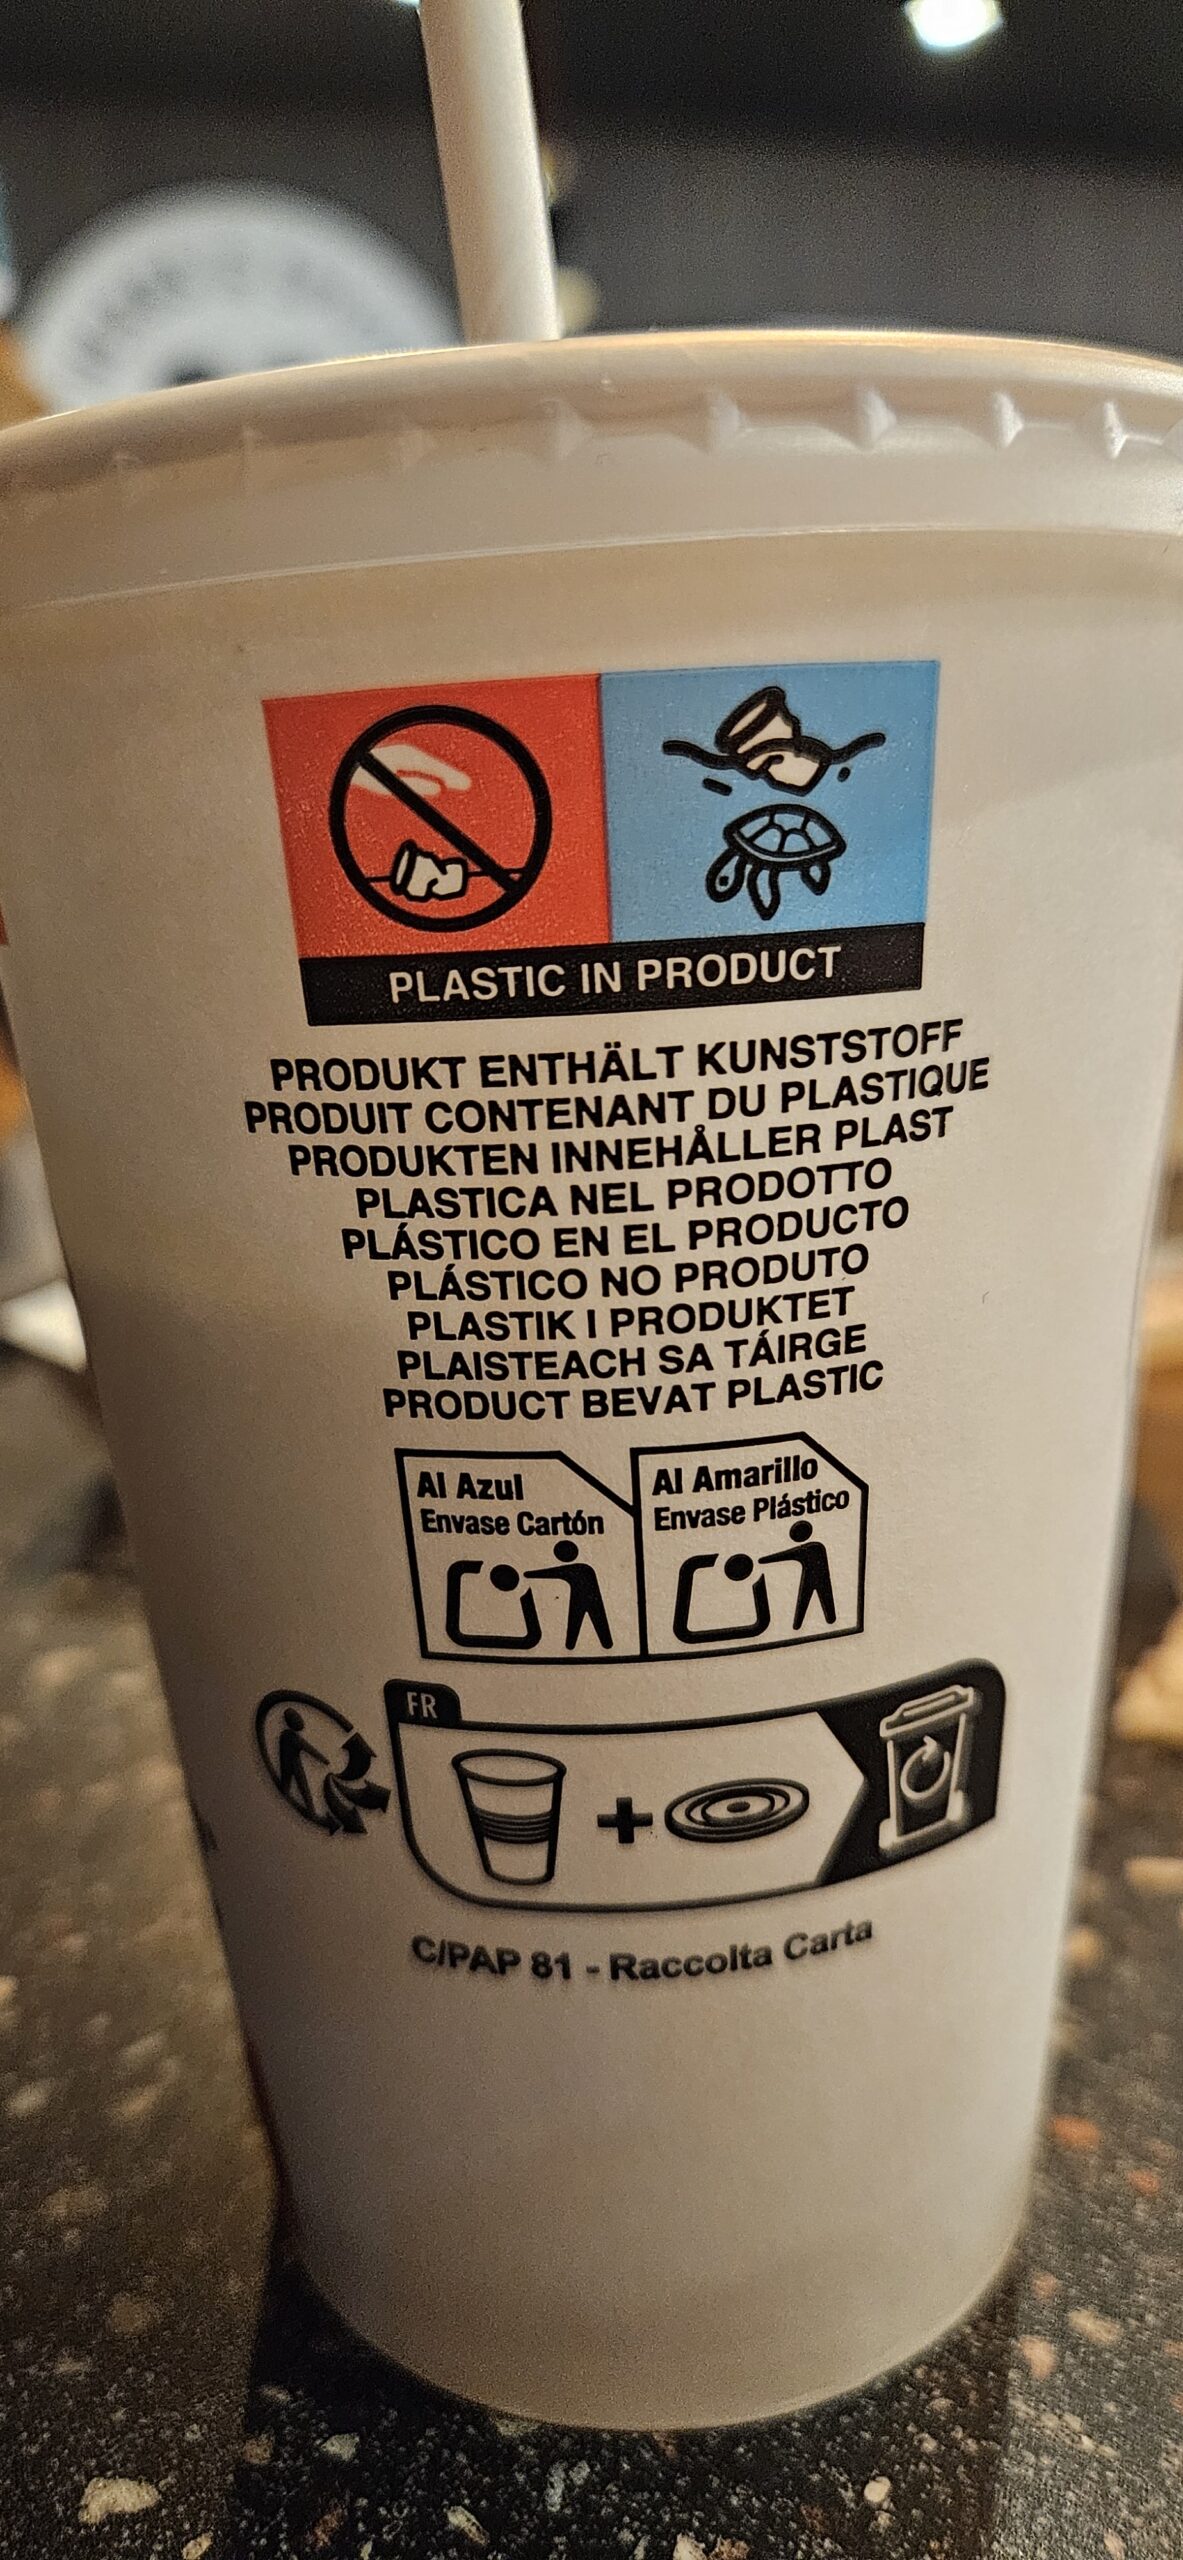 PLASTIC IN PRODUCT
PRODUKT ENTHÄLT KUNSTSTOFF
PRODUIT CONTENANT DU PLASTIQUE
PRODUKTEN INNEHÅLLER PLAST
PLASTICA NEL PRODOTTO
PLÁSTICO EN EL PRODUCTO
PLÁSTICO NO PRODUTO
PLASTIK I PRODUKTET
PLAISTEACH SA TÁIRGE
PRODUCT BEVAT PLASTIC
Al Azul
Envase Cartón
Al Amarillo
Envase Plástico
FR
C/PAP 81 - Raccolta Carta